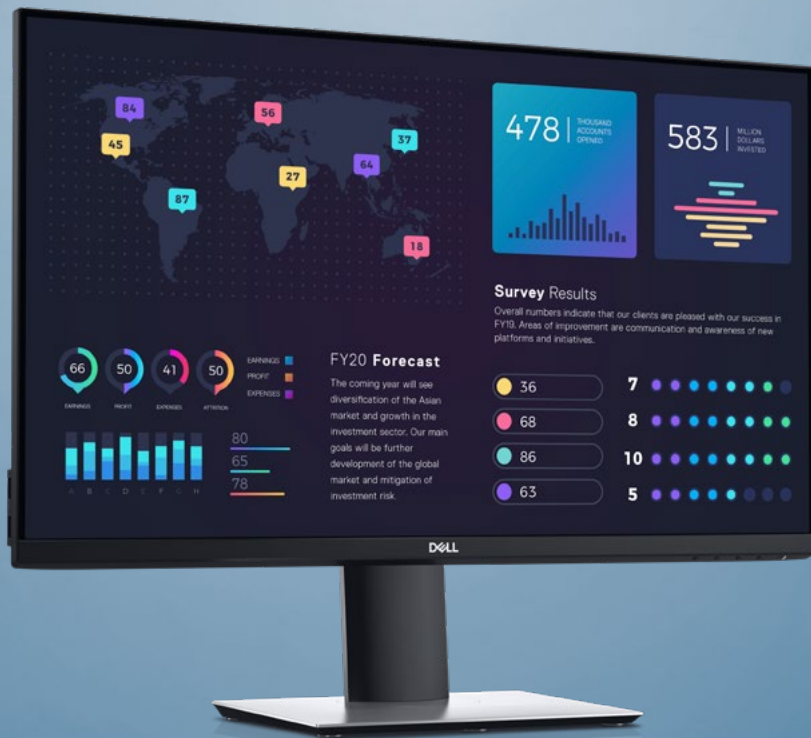 84
56
37
45
64
27
87
18
478
THOUSAND
ACCOUNTS
OPENED
583
MILLION
DOLLARS
INVESTED
Survey Results
Overall numbers indicate that our clients are pleased with our success in
FY19. Areas of improvement are communication and awareness of new
platforms and initiatives.
66
50
41
50
EARNINGS
PROFIT
EXPENSES
ATTRITION
EARNINGS
PROFIT
EXPENSES
80
65
78
A B C D E F G H
FY20 Forecast
The coming year will see
diversification of the Asian
market and growth in the
investment sector. Our main
goals will be further
development of the global
market and mitigation of
investment risk.
36
68
86
63
7
8
10
5
DELL